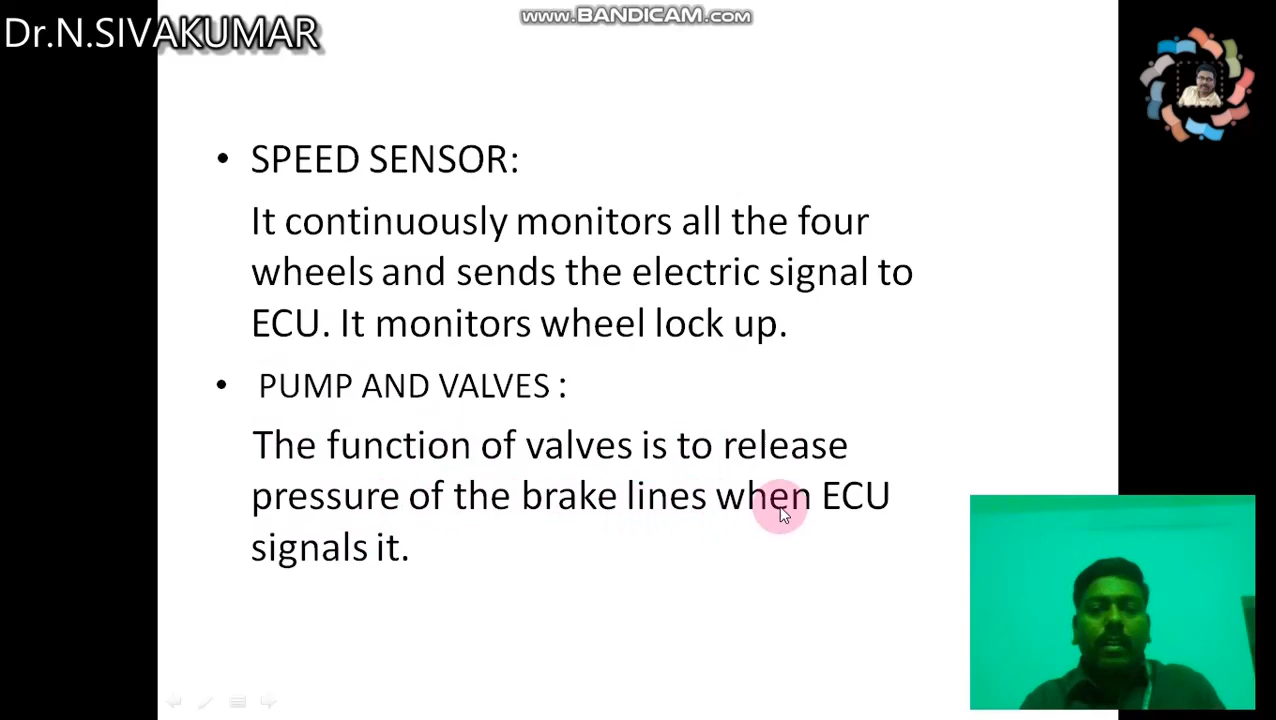 www.BANDICAM.com
Dr.N.SIVAKUMAR
• SPEED SENSOR:
It continuously monitors all the four
wheels and sends the electric signal to
ECU. It monitors wheel lock up.
• PUMP AND VALVES :
The function of valves is to release
pressure of the brake lines when ECU
signals it.